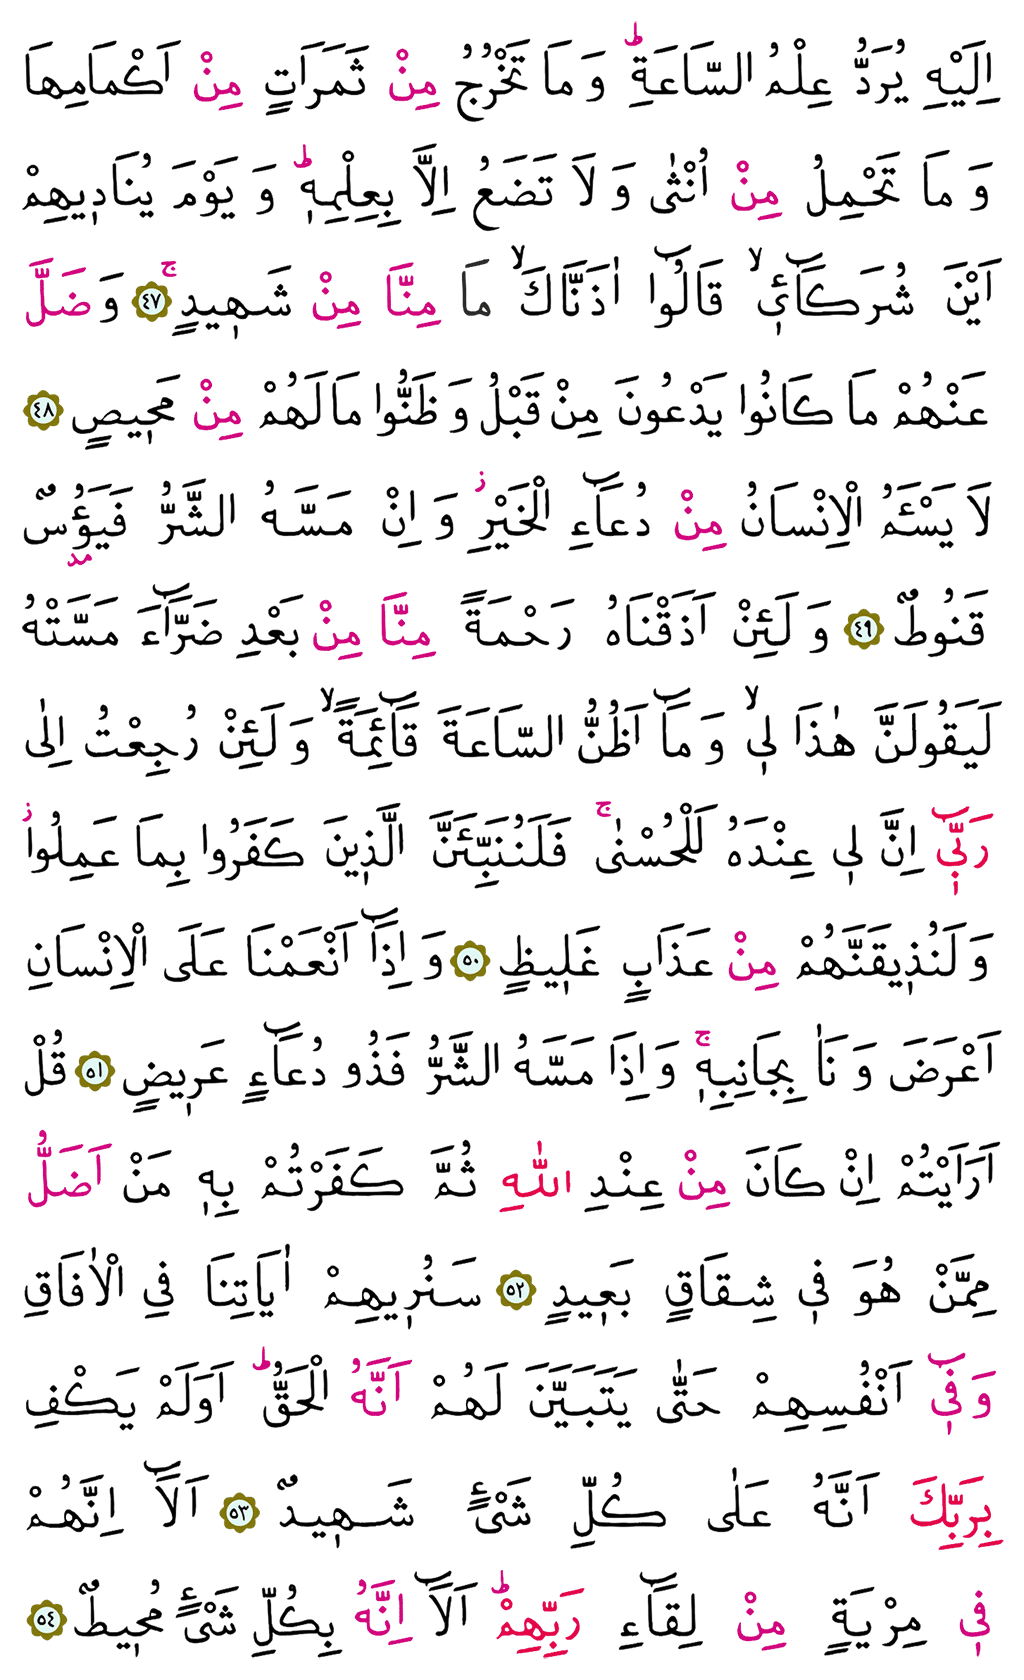 اِلَيْهِ يُرَدُّ عِلْمُ السَّاعَةِۜ وَمَا تَخْرُجُ مِنْ ثَمَرَاتٍ مِنْ اَكْمَامِهَا
وَمَا تَحْمِلُ مِنْ اُنْثٰى وَلَا تَضَعُ اِلَّا بِعِلْمِه۪ۜ وَيَوْمَ يُنَاد۪يهِمْ
اَيْنَ شُرَكَٓاء۪يۙ قَالُٓوا اٰذَنَّاكَۙ مَا مِنَّا مِنْ شَه۪يدٍۚ ﴿٤٧﴾ وَضَلَّ
عَنْهُمْ مَا كَانُوا يَدْعُونَ مِنْ قَبْلُ وَظَنُّوا مَا لَهُمْ مِنْ مَح۪يصٍ ﴿٤٨﴾
لَا يَسْـَٔمُ الْاِنْسَانُ مِنْ دُعَٓاءِ الْخَيْرِۘ وَاِنْ مَسَّهُ الشَّرُّ فَيَؤُ۫سٌ
قَنُوطٌ ﴿٤٩﴾ وَلَئِنْ اَذَقْنَاهُ رَحْمَةً مِنَّا مِنْ بَعْدِ ضَرَّٓاءَ مَسَّتْهُ
لَيَقُولَنَّ هٰذَا ل۪يۙ وَمَٓا اَظُنُّ السَّاعَةَ قَٓائِمَةًۙ وَلَئِنْ رُجِعْتُ اِلٰى
رَبّ۪ٓي اِنَّ ل۪ي عِنْدَهُ لَلْحُسْنٰىۚ فَلَنُنَبِّئَنَّ الَّذ۪ينَ كَفَرُوا بِمَا عَمِلُواۘ
وَلَنُذ۪يقَنَّهُمْ مِنْ عَذَابٍ غَل۪يظٍ ﴿٥٠﴾ وَاِذَٓا اَنْعَمْنَا عَلَى الْاِنْسَانِ
اَعْرَضَ وَنَاٰ بِجَانِبِه۪ۚ وَاِذَا مَسَّهُ الشَّرُّ فَذُو دُعَٓاءٍ عَر۪يضٍ ﴿٥١﴾ قُلْ
اَرَاَيْتُمْ اِنْ كَانَ مِنْ عِنْدِ اللّٰهِ ثُمَّ كَفَرْتُمْ بِه۪ مَنْ اَضَلُّ
مِمَّنْ هُوَ ف۪ي شِقَاقٍ بَع۪يدٍ ﴿٥٢﴾ سَنُر۪يهِمْ اٰيَاتِنَا فِي الْاٰفَاقِ
وَف۪ٓي اَنْفُسِهِمْ حَتّٰى يَتَبَيَّنَ لَهُمْ اَنَّهُ الْحَقُّۜ اَوَلَمْ يَكْفِ
بِرَبِّكَ اَنَّهُ عَلٰى كُلِّ شَيْءٍ شَه۪يدٌ ﴿٥٣﴾ اَلَٓا اِنَّهُمْ
ف۪ي مِرْيَةٍ مِنْ لِقَٓاءِ رَبِّهِمْۜ اَلَٓا اِنَّهُ بِكُلِّ شَيْءٍ مُح۪يطٌ ﴿٥٤﴾